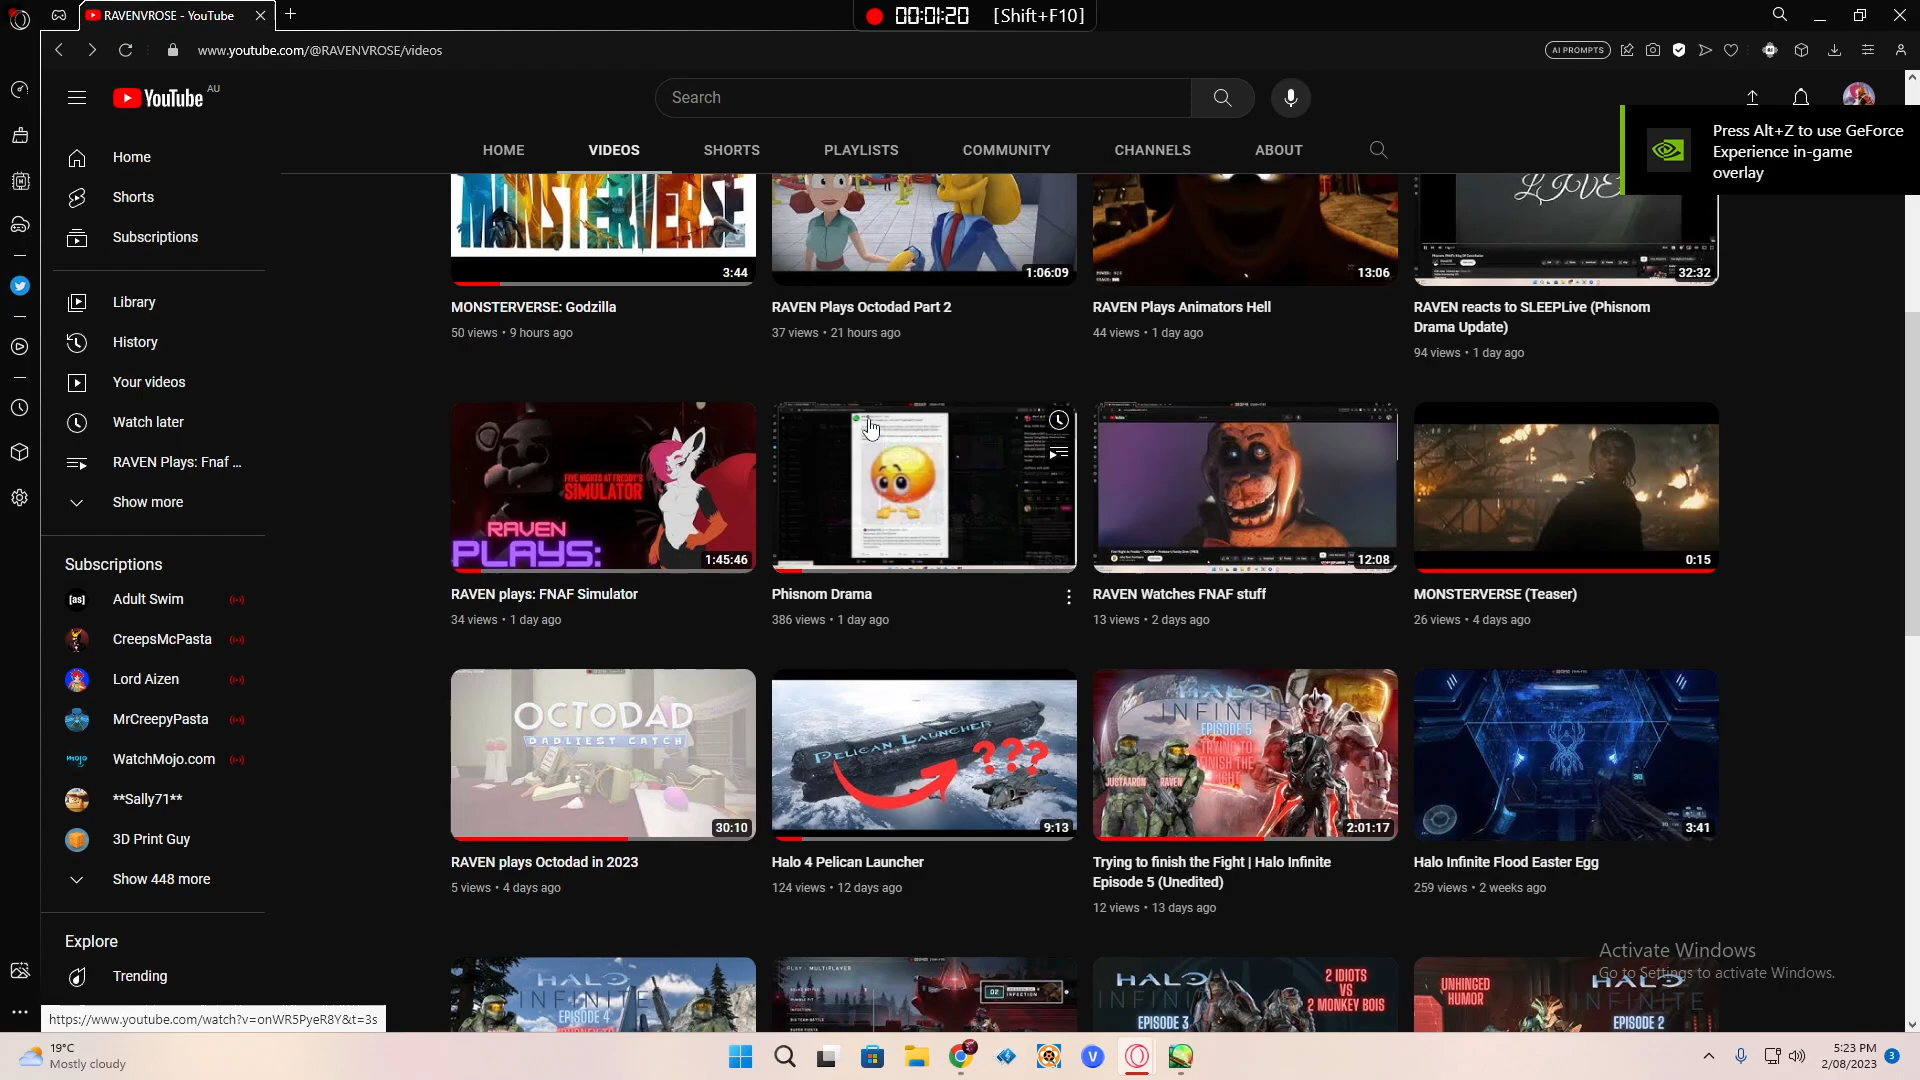 RAVENVROSE - YouTube
00:01:20 [Shift+F10]
www.youtube.com/@RAVENVROSE/videos
AI PROMPTS
YouTube AU
Search
Press Alt+Z to use GeForce
Experience in-game
overlay
HOME VIDEOS SHORTS PLAYLISTS COMMUNITY CHANNELS ABOUT
Home
Shorts
Subscriptions
Library
History
Your videos
Watch later
RAVEN Plays: Fnaf ...
Show more
Subscriptions
[as] Adult Swim
CreepsMcPasta
Lord Aizen
MrCreepyPasta
mojo WatchMojo.com
**Sally71**
3D Print Guy
Show 448 more
Explore
Trending
MONSTERVERSE
3:44
MONSTERVERSE: Godzilla
50 views • 9 hours ago
1:06:09
RAVEN Plays Octodad Part 2
37 views • 21 hours ago
13:06
RAVEN Plays Animators Hell
44 views • 1 day ago
LIVE
32:32
RAVEN reacts to SLEEPLive (Phisnom
Drama Update)
94 views • 1 day ago
FIVE NIGHTS AT FREDDY'S
SIMULATOR
RAVEN
PLAYS:
1:45:46
RAVEN plays: FNAF Simulator
34 views • 1 day ago
Phisnom Drama
386 views • 1 day ago
12:08
RAVEN Watches FNAF stuff
13 views • 2 days ago
0:15
MONSTERVERSE (Teaser)
26 views • 4 days ago
OCTODAD
DADLIEST CATCH
30:10
RAVEN plays Octodad in 2023
5 views • 4 days ago
PELICAN LAUNCHER
???
9:13
Halo 4 Pelican Launcher
124 views • 12 days ago
HALO
INFINITE
EPISODE 5
TRYING TO
FINISH THE
FIGHT
JUSTAARON
RAVEN
2:01:17
Trying to finish the Fight | Halo Infinite
Episode 5 (Unedited)
12 views • 13 days ago
3:41
Halo Infinite Flood Easter Egg
259 views • 2 weeks ago
HALO
INFINITE
EPISODE 4
PLAY · MULTIPLAYER
INFECTION
HALO
INFINITE
EPISODE 3
2 IDIOTS
VS
2 MONKEY BOIS
UNHINGED
HUMOR
HALO
INFINITE
EPISODE 2
Activate Windows
Go to Settings to activate Windows.
https://www.youtube.com/watch?v=onWR5PyeR8Y&t=3s
19°C
Mostly cloudy
5:23 PM
2/08/2023
3